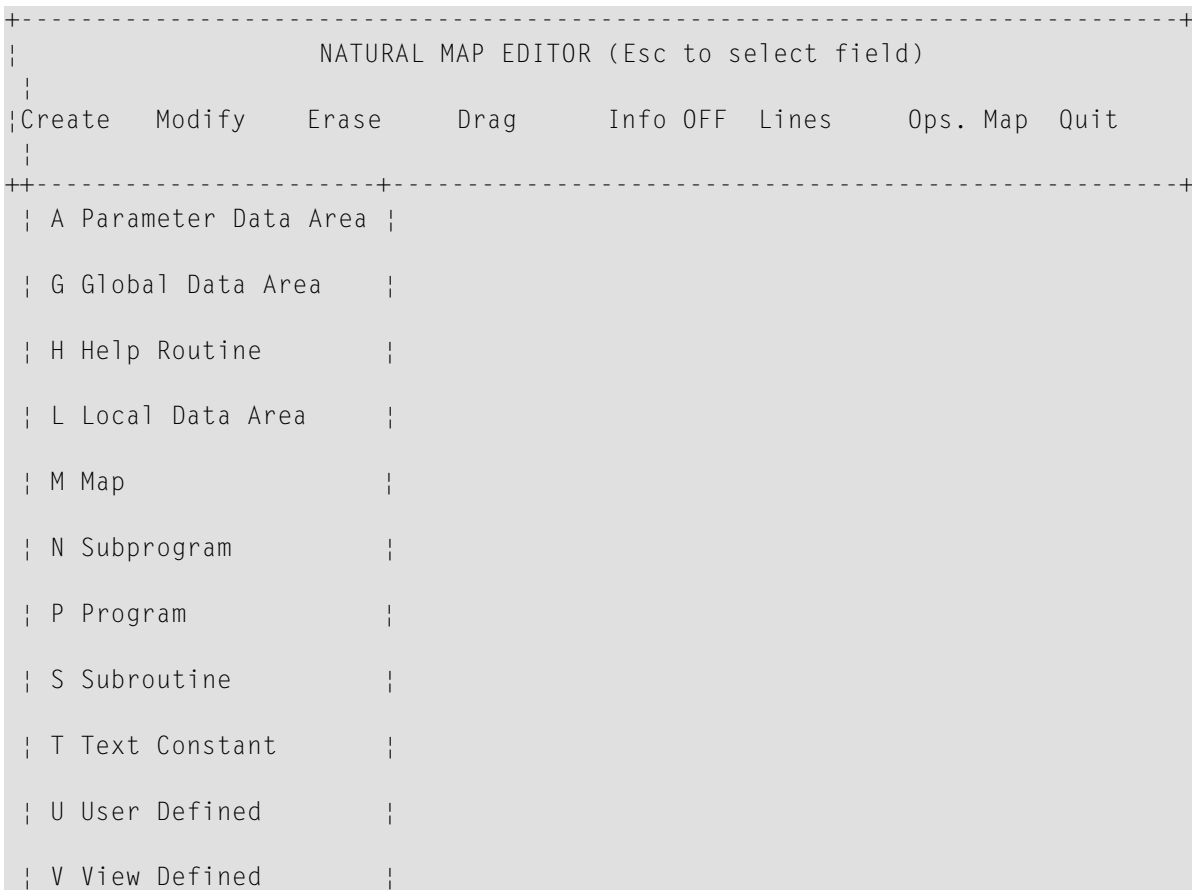 +-----------------------------------------------------------------------------+
¦                    NATURAL MAP EDITOR (Esc to select field)
 ¦
¦Create   Modify    Erase     Drag      Info OFF  Lines     Ops. Map  Quit
 ¦
++-----------------------+-----------------------------------------------------+
 ¦ A Parameter Data Area ¦
 ¦ G Global Data Area    ¦
 ¦ H Help Routine        ¦
 ¦ L Local Data Area     ¦
 ¦ M Map                 ¦
 ¦ N Subprogram          ¦
 ¦ P Program             ¦
 ¦ S Subroutine          ¦
 ¦ T Text Constant       ¦
 ¦ U User Defined        ¦
 ¦ V View Defined        ¦